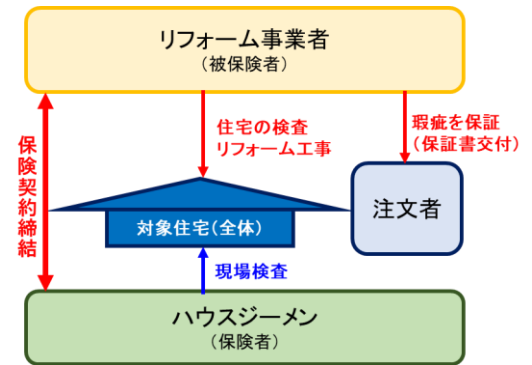 リフォーム事業者
(被保険者)
保険契約締結
住宅の検査
リフォーム工事
瑕疵を保証
(保証書交付)
対象住宅(全体)
注文者
現場検査
ハウスジーメン
(保険者)